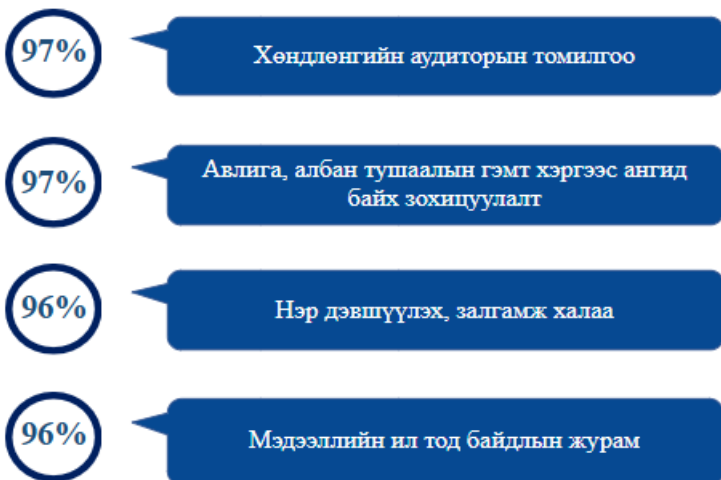 97%
Хөндлөнгийн аудиторын томилгоо
97%
Авлига, албан тушаалын гэмт хэргээс ангид
байх зохицуулалт
96%
Нэр дэвшүүлэх, залгамж халаа
96%
Мэдээллийн ил тод байдлын журам